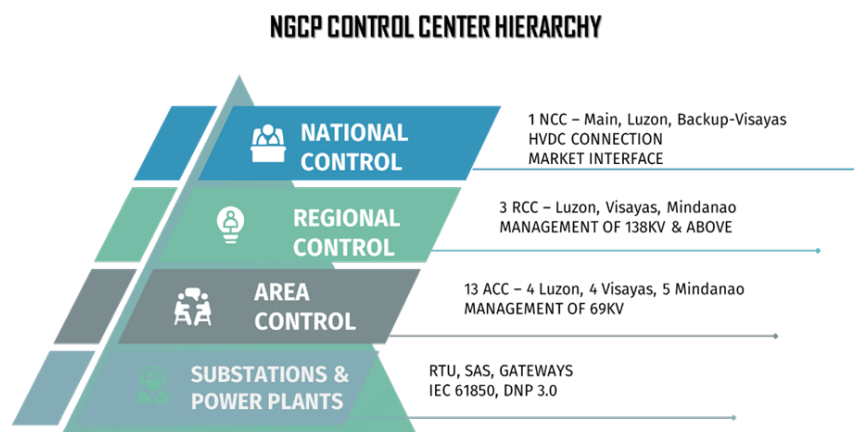 NGCP CONTROL CENTER HIERARCHY
NATIONAL
CONTROL
1 NCC – Main, Luzon, Backup-Visayas
HVDC CONNECTION
MARKET INTERFACE
REGIONAL
CONTROL
3 RCC – Luzon, Visayas, Mindanao
MANAGEMENT OF 138KV & ABOVE
AREA
CONTROL
13 ACC – 4 Luzon, 4 Visayas, 5 Mindanao
MANAGEMENT OF 69KV
SUBSTATIONS &
POWER PLANTS
RTU, SAS, GATEWAYS
IEC 61850, DNP 3.0